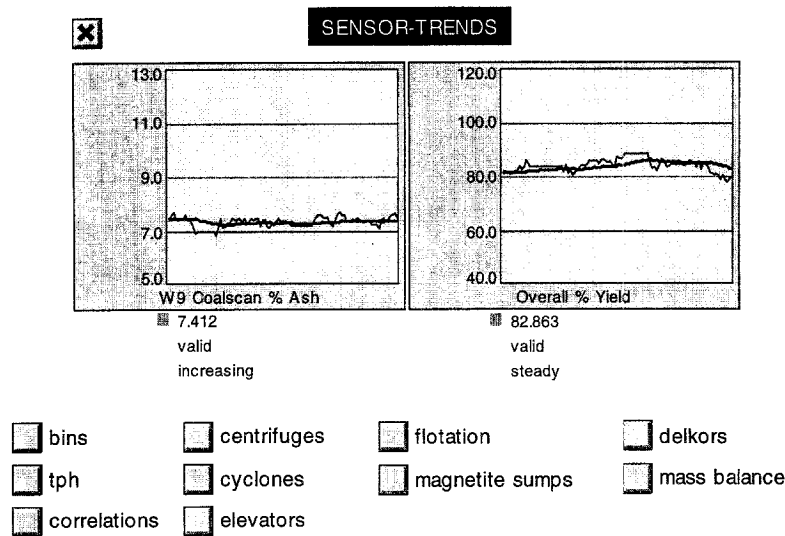 SENSOR-TRENDS
13.0
11.0
9.0
7.0
5.0
W9 Coalscan % Ash
7.412
valid
increasing
120.0
100.0
80.0
60.0
40.0
Overall % Yield
82.863
valid
steady
bins
centrifuges
flotation
delkors
tph
cyclones
magnetite sumps
mass balance
correlations
elevators